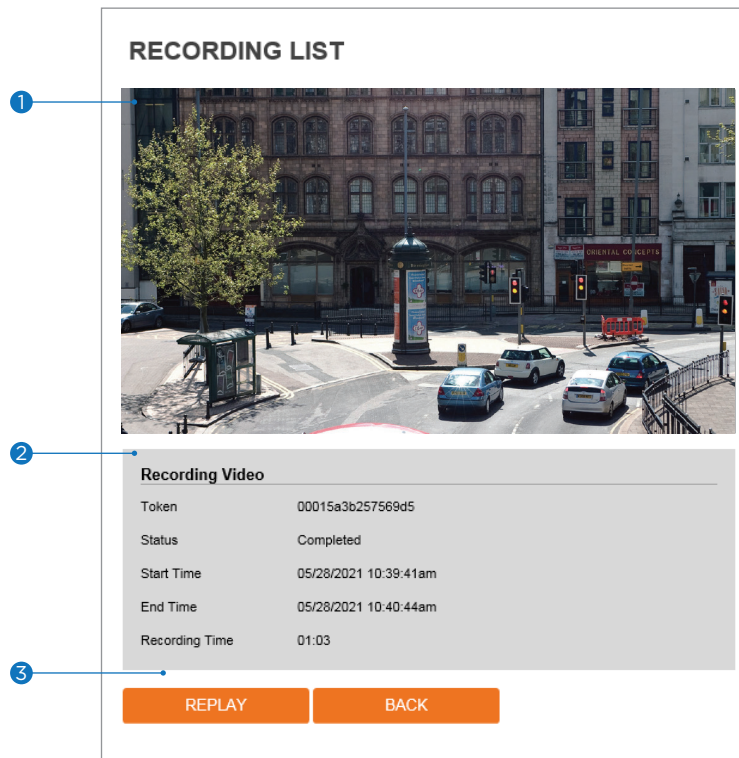 RECORDING LIST
1
ORIENTAL CONCEPTS
2
Recording Video
Token 00015a3b257569d5
Status Completed
Start Time 05/28/2021 10:39:41am
End Time 05/28/2021 10:40:44am
Recording Time 01:03
3
REPLAY BACK